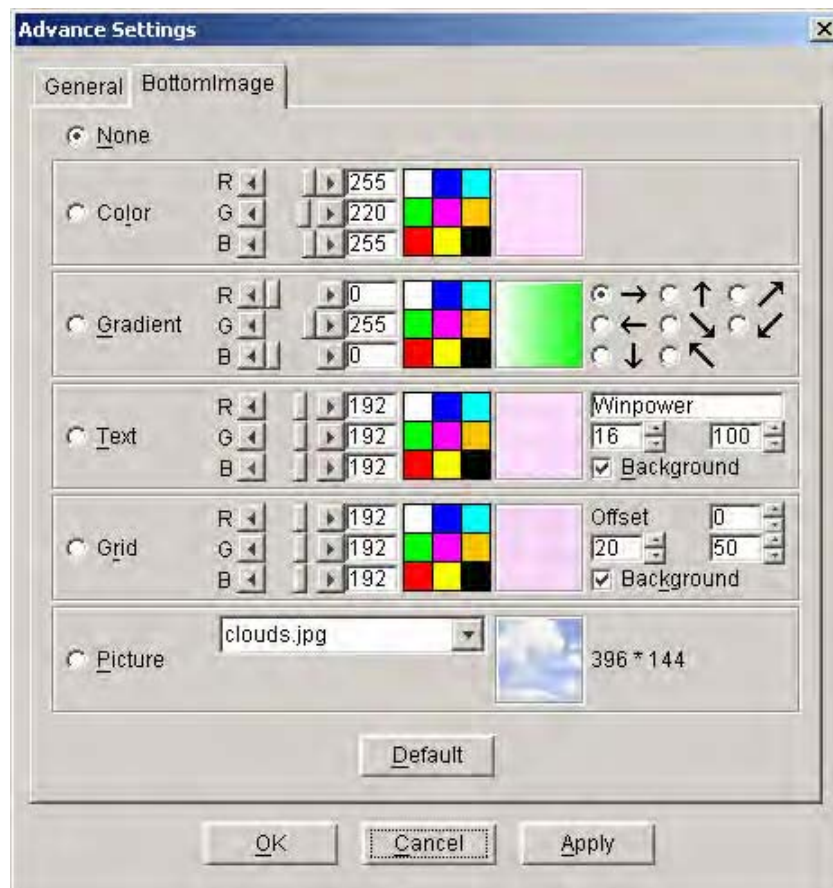 Advance Settings
General BottomImage
None
Color R 255
G 220
B 255
Gradient R 0
G 255
B 0
Text R 192 Winpower
G 192 16 100
B 192 Background
Grid R 192 Offset 0
G 192 20 50
B 192 Background
Picture clouds.jpg 396 * 144
Default
OK Cancel Apply